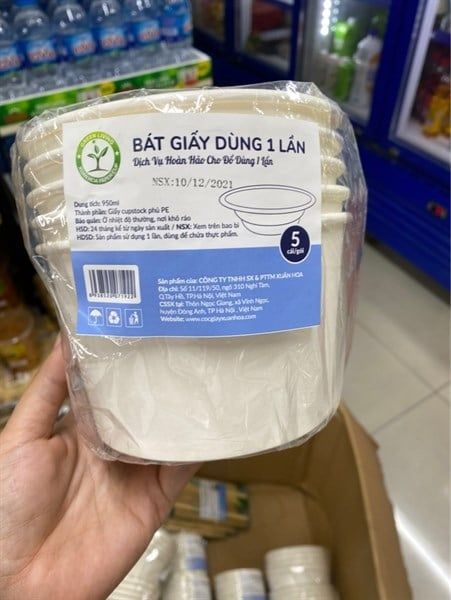 GREEN LIVING
BÁT GIẤY DÙNG 1 LẦN
Dịch Vụ Hoàn Hảo Cho Đồ Dùng 1 Lần
NSX:10/12/2021
Dung tích: 950ml
Thành phần: Giấy cupstock phủ PE
Bảo quản: Ở nhiệt độ thường, nơi khô ráo
HSD: 24 tháng kể từ ngày sản xuất / NSX: Xem trên bao bì
HDSD: Sản phẩm sử dụng 1 lần, dùng để chứa thực phẩm.
5
cái/gói
Sản phẩm của: CÔNG TY TNHH SX & PTTM XUÂN HOA
Địa chỉ: Số 11/119/50, ngõ 310 Nghi Tàm,
Q.Tây Hồ, TP.Hà Nội, Việt Nam
CSSX tại: Thôn Ngọc Giang, xã Vĩnh Ngọc,
huyện Đông Anh, TP Hà Nội, Việt Nam
Website: www.cocgiayxuanhoa.com